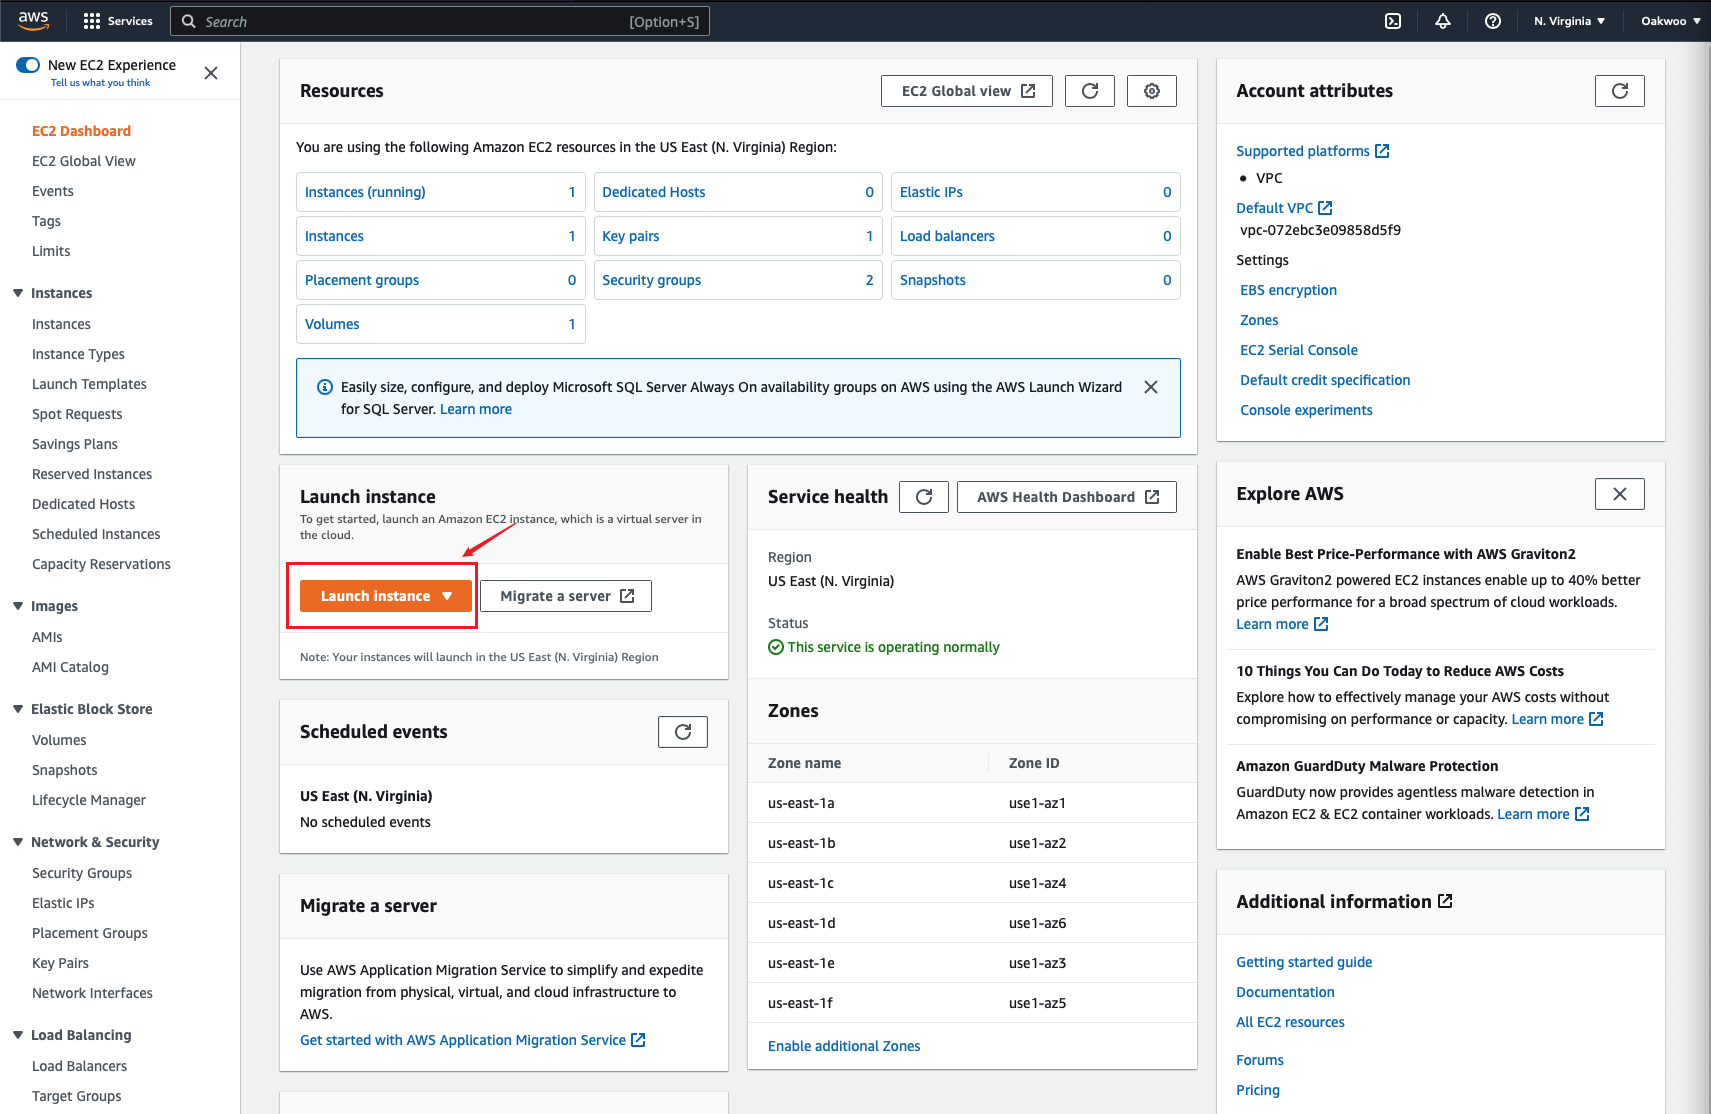 aws
Services
Search
[Option+S]
N. Virginia
Oakwoo
New EC2 Experience
Tell us what you think
EC2 Dashboard
EC2 Global View
Events
Tags
Limits
Instances
Instances
Instance Types
Launch Templates
Spot Requests
Savings Plans
Reserved Instances
Dedicated Hosts
Scheduled Instances
Capacity Reservations
Images
AMIs
AMI Catalog
Elastic Block Store
Volumes
Snapshots
Lifecycle Manager
Network & Security
Security Groups
Elastic IPs
Placement Groups
Key Pairs
Network Interfaces
Load Balancing
Load Balancers
Target Groups
Resources
EC2 Global view
You are using the following Amazon EC2 resources in the US East (N. Virginia) Region:
Instances (running) 1
Dedicated Hosts 0
Elastic IPs 0
Instances 1
Key pairs 1
Load balancers 0
Placement groups 0
Security groups 2
Snapshots 0
Volumes 1
Easily size, configure, and deploy Microsoft SQL Server Always On availability groups on AWS using the AWS Launch Wizard
for SQL Server. Learn more
Launch instance
To get started, launch an Amazon EC2 instance, which is a virtual server in
the cloud.
Launch instance
Migrate a server
Note: Your instances will launch in the US East (N. Virginia) Region
Scheduled events
US East (N. Virginia)
No scheduled events
Migrate a server
Use AWS Application Migration Service to simplify and expedite
migration from physical, virtual, and cloud infrastructure to
AWS.
Get started with AWS Application Migration Service
Service health
AWS Health Dashboard
Region
US East (N. Virginia)
Status
This service is operating normally
Zones
Zone name Zone ID
us-east-1a use1-az1
us-east-1b use1-az2
us-east-1c use1-az4
us-east-1d use1-az6
us-east-1e use1-az3
us-east-1f use1-az5
Enable additional Zones
Account attributes
Supported platforms
• VPC
Default VPC
vpc-072ebc3e09858d5f9
Settings
EBS encryption
Zones
EC2 Serial Console
Default credit specification
Console experiments
Explore AWS
Enable Best Price-Performance with AWS Graviton2
AWS Graviton2 powered EC2 instances enable up to 40% better
price performance for a broad spectrum of cloud workloads.
Learn more
10 Things You Can Do Today to Reduce AWS Costs
Explore how to effectively manage your AWS costs without
compromising on performance or capacity. Learn more
Amazon GuardDuty Malware Protection
GuardDuty now provides agentless malware detection in
Amazon EC2 & EC2 container workloads. Learn more
Additional information
Getting started guide
Documentation
All EC2 resources
Forums
Pricing